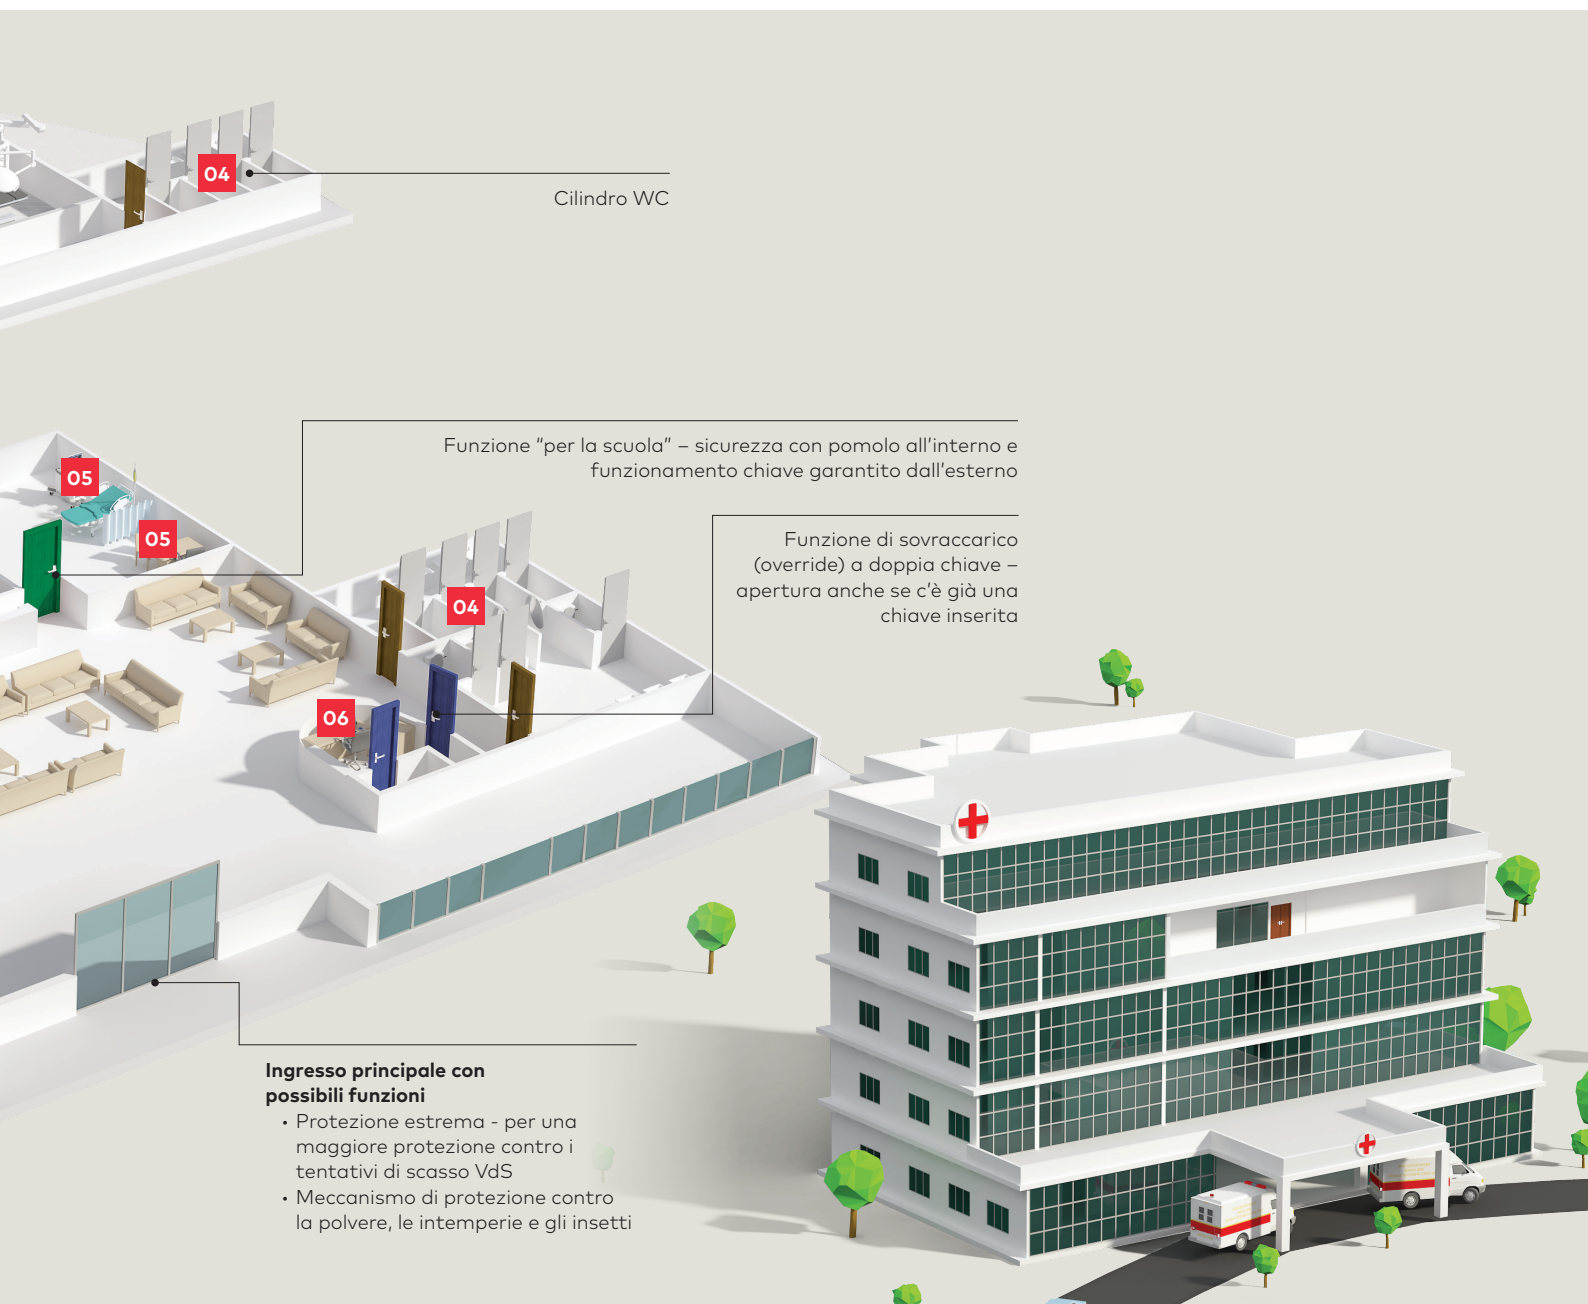 04
Cilindro WC
Funzione “per la scuola” – sicurezza con pomolo all'interno e
funzionamento chiave garantito dall'esterno
05
05
Funzione di sovraccarico
(override) a doppia chiave –
apertura anche se c'è già una
chiave inserita
04
06
Ingresso principale con
possibili funzioni
• Protezione estrema - per una
maggiore protezione contro i
tentativi di scasso VdS
• Meccanismo di protezione contro
la polvere, le intemperie e gli insetti